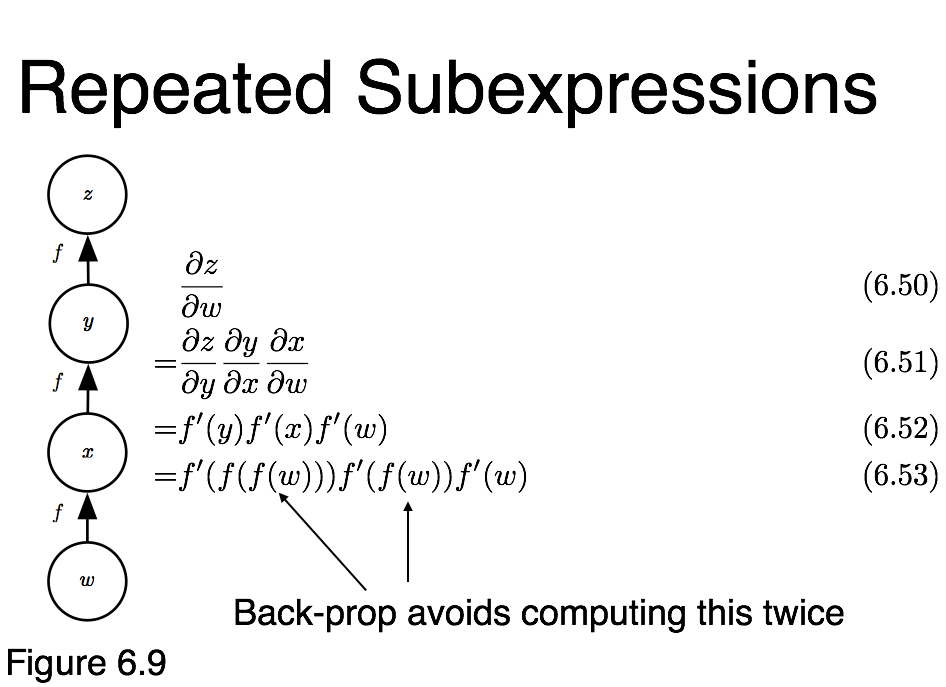 Repeated Subexpressions
z
f
y
f
x
f
w
∂z/∂w (6.50)
=∂z/∂y ∂y/∂x ∂x/∂w (6.51)
=f′(y)f′(x)f′(w) (6.52)
=f′(f(f(w)))f′(f(w))f′(w) (6.53)
Back-prop avoids computing this twice
Figure 6.9